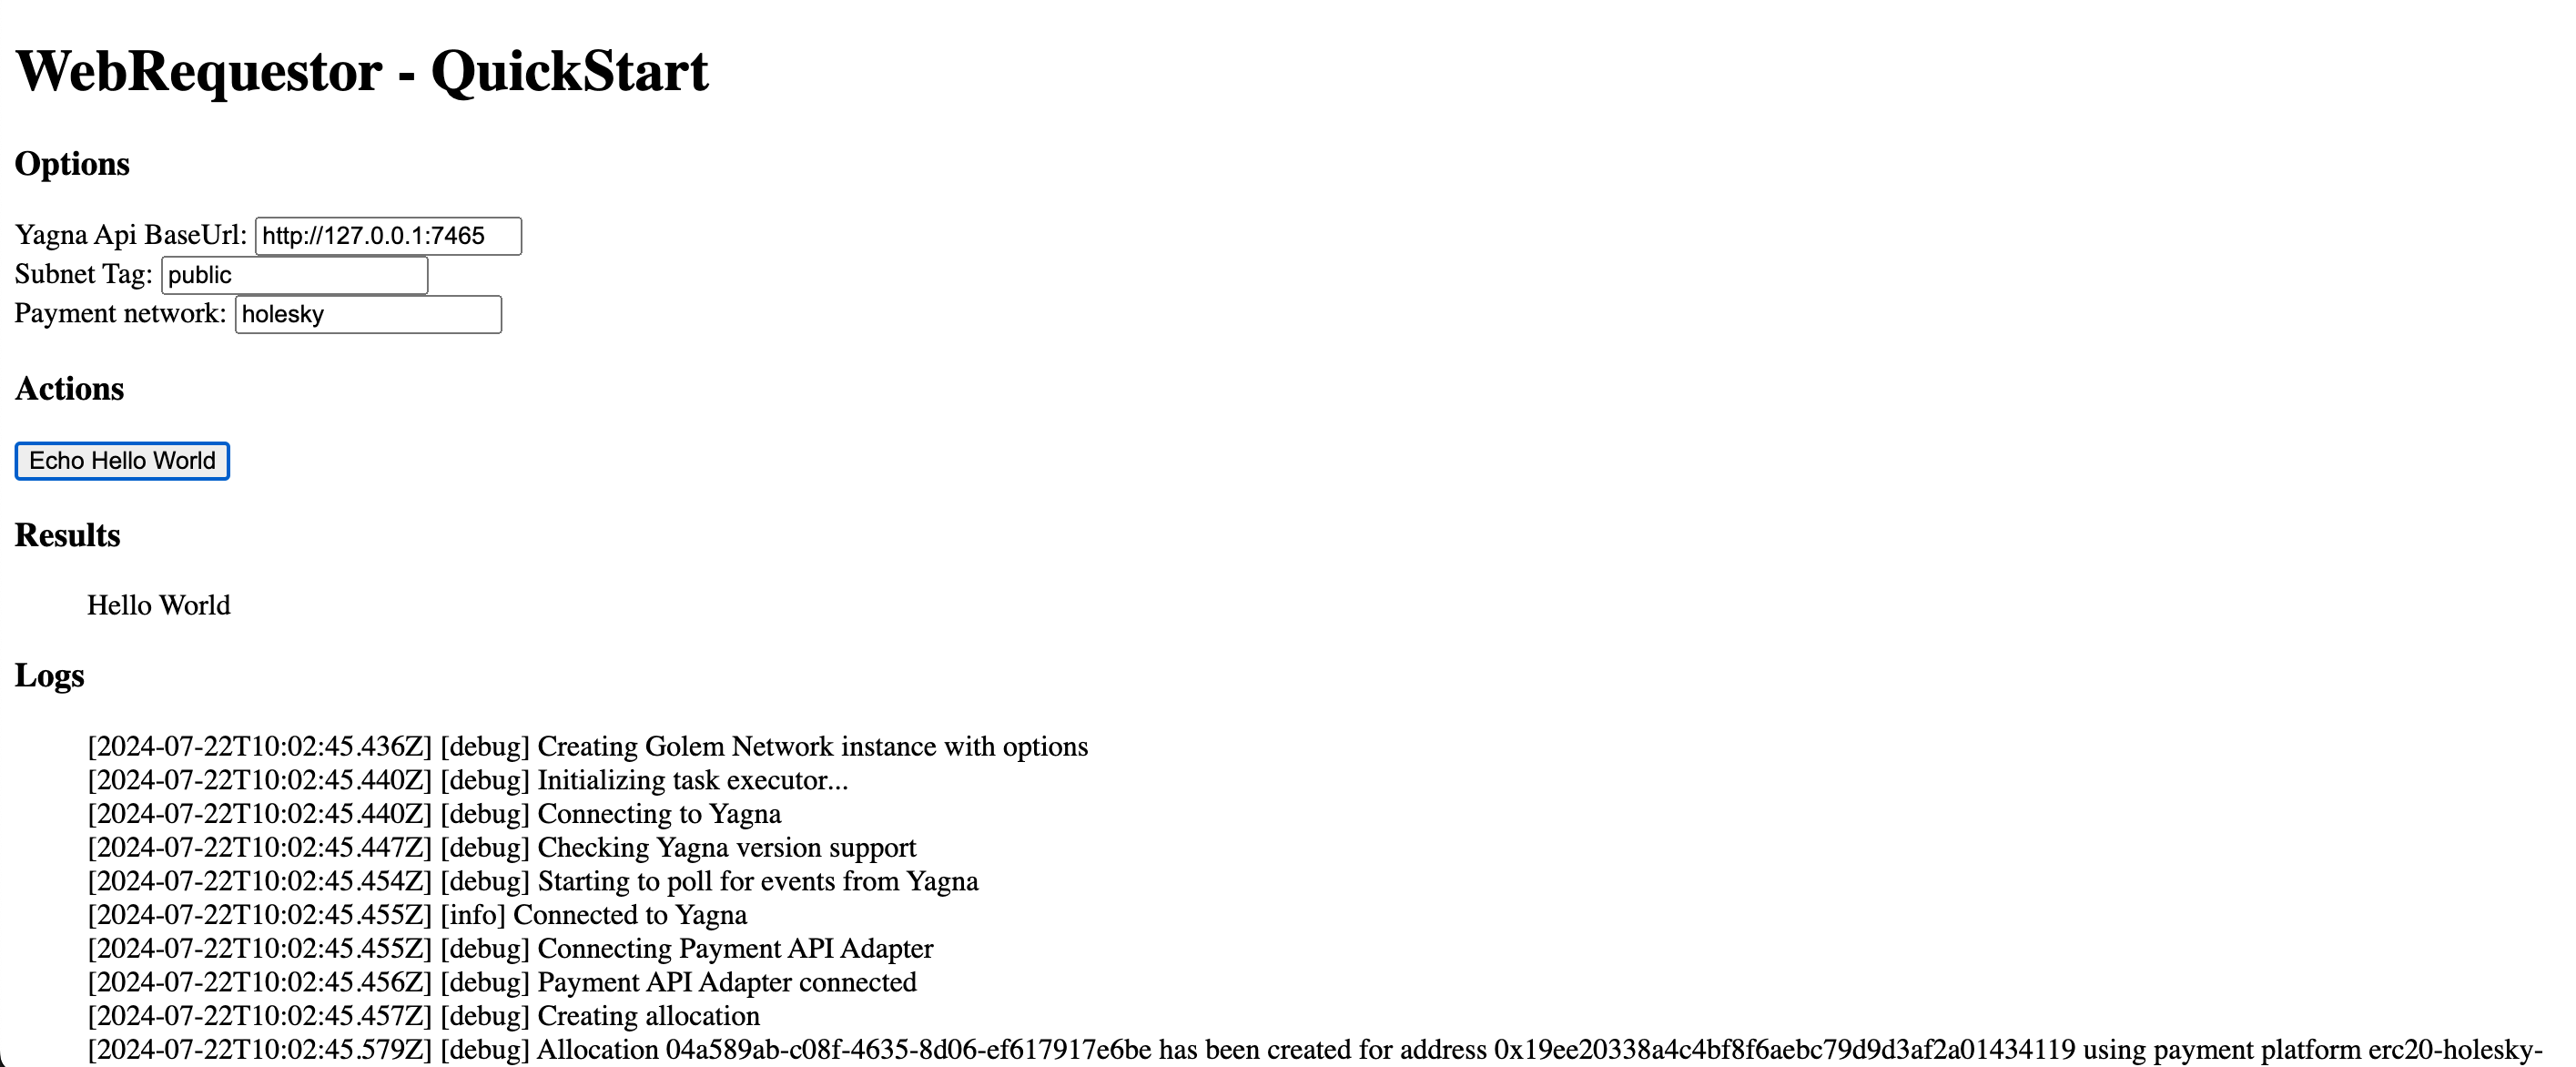 WebRequestor - QuickStart
Options
Yagna Api BaseUrl: http://127.0.0.1:7465
Subnet Tag: public
Payment network: holesky
Actions
Echo Hello World
Results
Hello World
Logs
[2024-07-22T10:02:45.436Z] [debug] Creating Golem Network instance with options
[2024-07-22T10:02:45.440Z] [debug] Initializing task executor...
[2024-07-22T10:02:45.440Z] [debug] Connecting to Yagna
[2024-07-22T10:02:45.447Z] [debug] Checking Yagna version support
[2024-07-22T10:02:45.454Z] [debug] Starting to poll for events from Yagna
[2024-07-22T10:02:45.455Z] [info] Connected to Yagna
[2024-07-22T10:02:45.455Z] [debug] Connecting Payment API Adapter
[2024-07-22T10:02:45.456Z] [debug] Payment API Adapter connected
[2024-07-22T10:02:45.457Z] [debug] Creating allocation
[2024-07-22T10:02:45.579Z] [debug] Allocation 04a589ab-c08f-4635-8d06-ef617917e6be has been created for address 0x19ee20338a4c4bf8f6aebc79d9d3af2a01434119 using payment platform erc20-holesky-